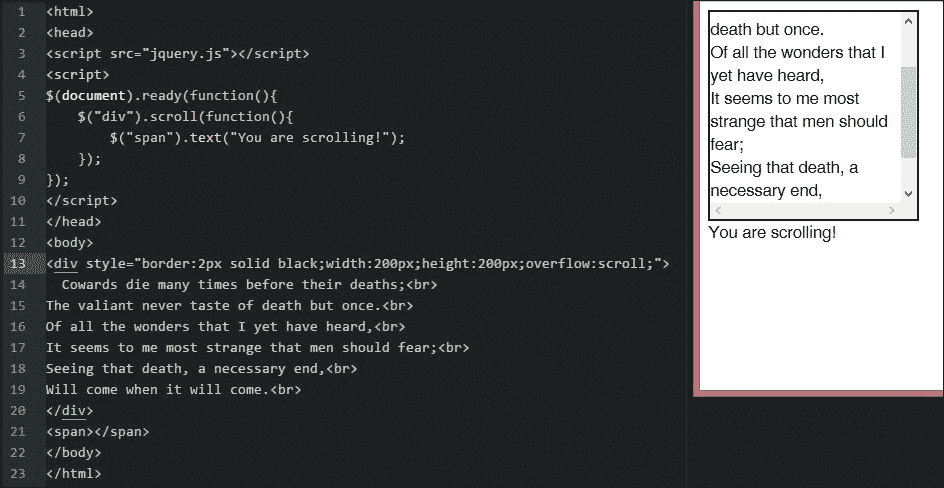 1 <html>
2 <head>
3 <script src="jquery.js"></script>
4 <script>
5 $(document).ready(function(){
6     $("div").scroll(function(){
7         $("span").text("You are scrolling!");
8     });
9 });
10 </script>
11 </head>
12 <body>
13 <div style="border:2px solid black;width:200px;height:200px;overflow:scroll;">
14   Cowards die many times before their deaths;<br>
15 The valiant never taste of death but once.<br>
16 Of all the wonders that I yet have heard,<br>
17 It seems to me most strange that men should fear;<br>
18 Seeing that death, a necessary end,<br>
19 Will come when it will come.<br>
20 </div>
21 <span></span>
22 </body>
23 </html>
death but once.
Of all the wonders that I
yet have heard,
It seems to me most
strange that men should
fear;
Seeing that death, a
necessary end,
You are scrolling!